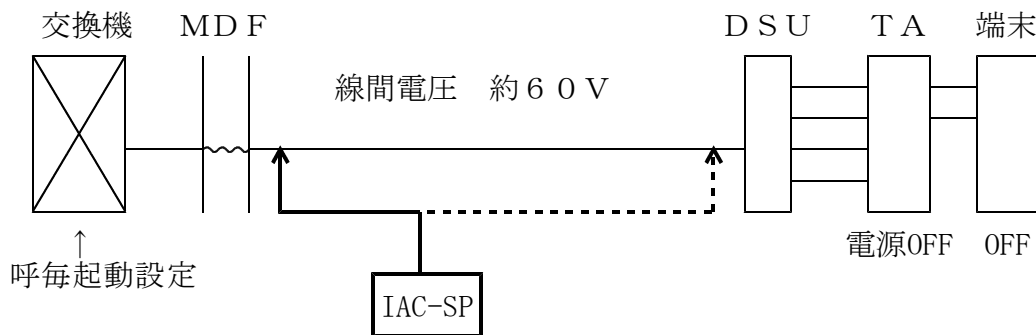 交換機 ＭＤＦ ＤＳＵ ＴＡ 端末
線間電圧 約６０Ｖ
↑ 電源OFF OFF
呼毎起動設定
IAC-SP